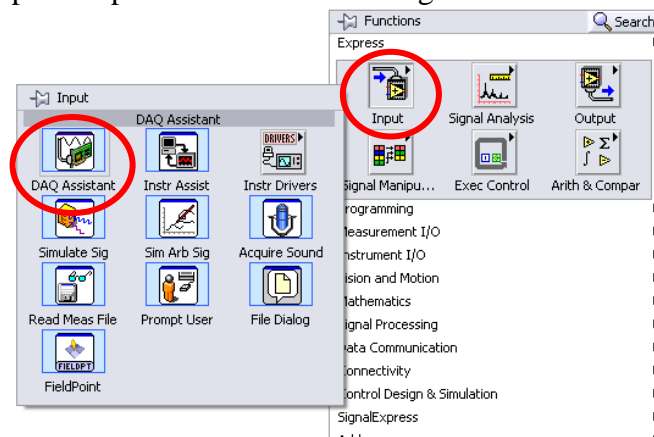 Functions
Search
Express
Input
Signal Analysis
Output
Signal Manipu...
Exec Control
Arith & Compar
rogramming
Measurement I/O
nstrument I/O
ision and Motion
Mathematics
ignal Processing
ata Communication
onnectivity
ontrol Design & Simulation
SignalExpress
Input
DAQ Assistant
DRIVERS
DAQ Assistant
Instr Assist
Instr Drivers
Simulate Sig
Sim Arb Sig
Acquire Sound
Read Meas File
Prompt User
File Dialog
FIELDPT
FieldPoint